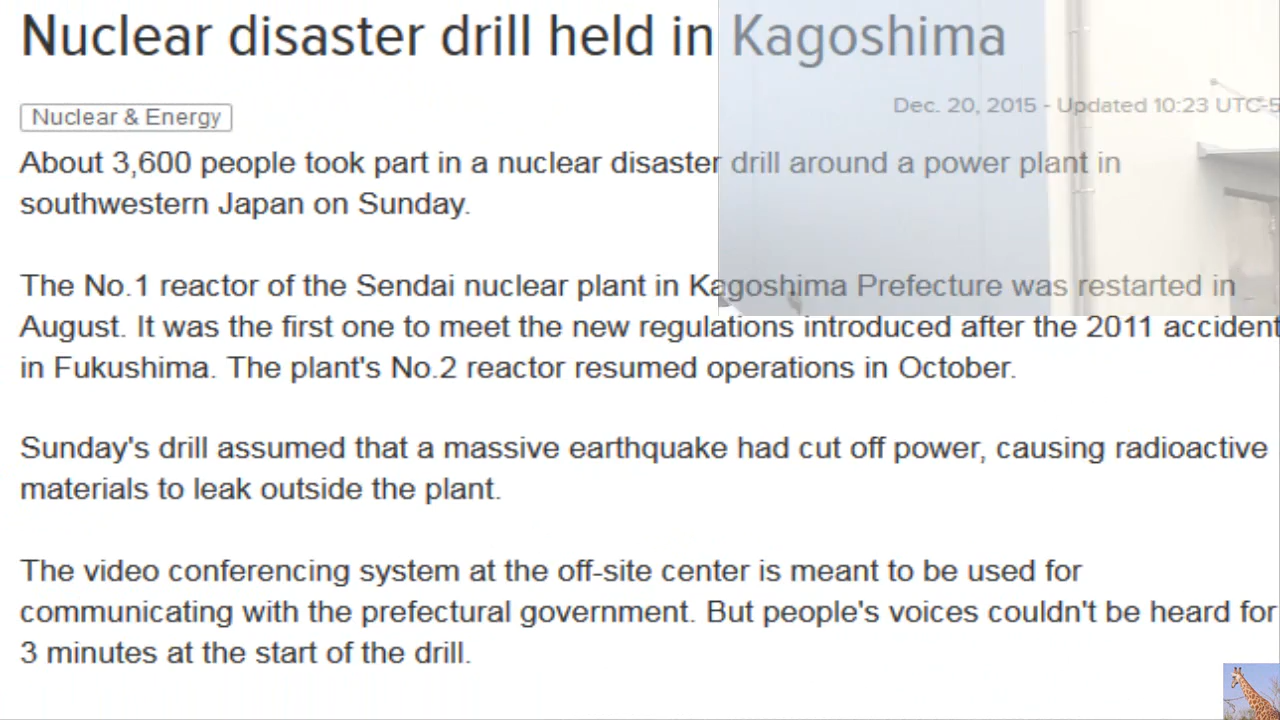 Nuclear disaster drill held in Kagoshima
Dec. 20, 2015 - Updated 10:23 UTC-5
Nuclear & Energy
About 3,600 people took part in a nuclear disaster drill around a power plant in
southwestern Japan on Sunday.
The No.1 reactor of the Sendai nuclear plant in Kagoshima Prefecture was restarted in
August. It was the first one to meet the new regulations introduced after the 2011 accident
in Fukushima. The plant's No.2 reactor resumed operations in October.
Sunday's drill assumed that a massive earthquake had cut off power, causing radioactive
materials to leak outside the plant.
The video conferencing system at the off-site center is meant to be used for
communicating with the prefectural government. But people's voices couldn't be heard for
3 minutes at the start of the drill.